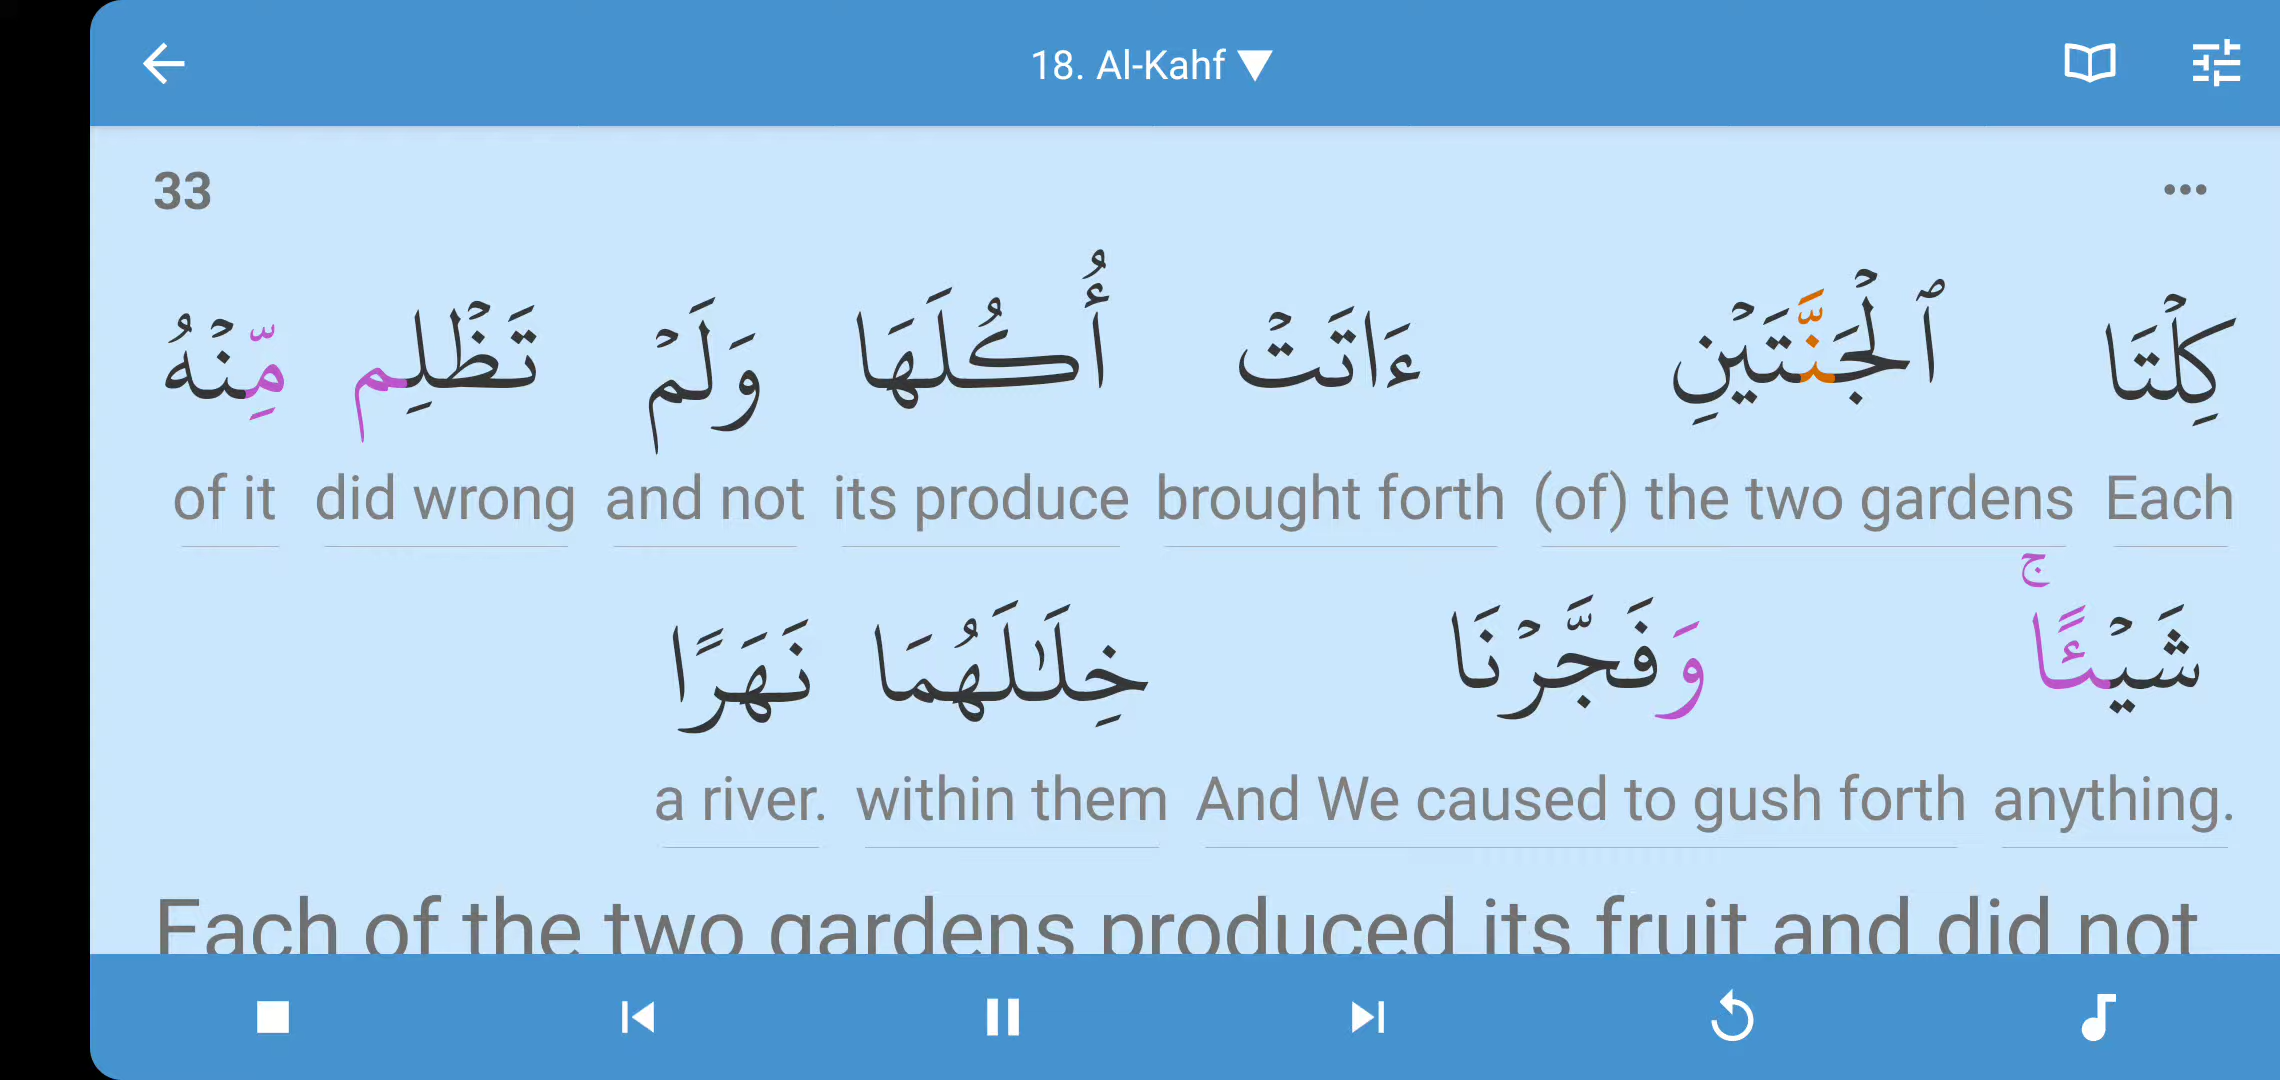 18. Al-Kahf ▼
33
كِلْتَا ٱلْجَنَّتَيْنِ ءَاتَتْ أُكُلَهَا وَلَمْ تَظْلِم مِّنْهُ
Each (of) the two gardens brought forth its produce and not did wrong of it
شَيْـًٔا ۚ وَفَجَّرْنَا خِلَـٰلَهُمَا نَهَرًا
anything. And We caused to gush forth within them a river.
Each of the two gardens produced its fruit and did not